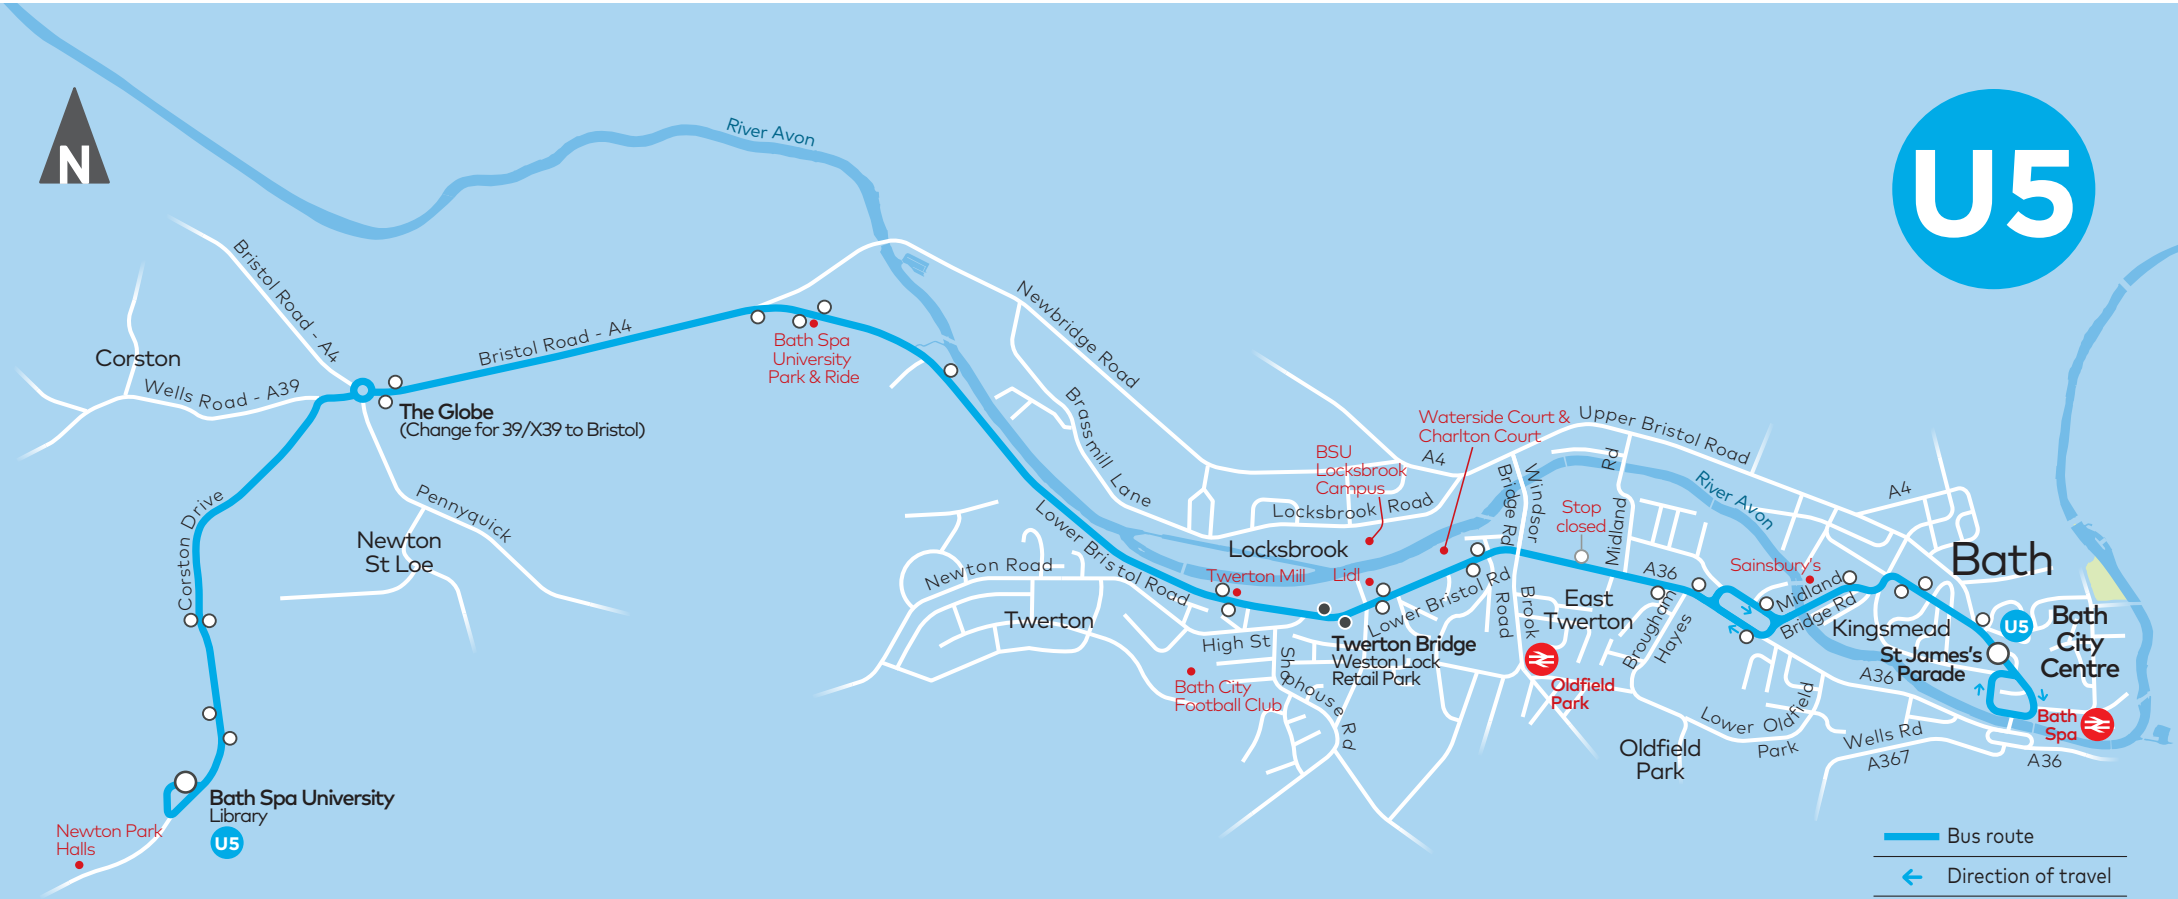 River Avon
N
U5
Bristol Road - A4
Newbridge Road
Bristol Road - A4
Corston
Wells Road - A39
Bath Spa
University
Park & Ride
The Globe
(Change for 39/X39 to Bristol)
Brassmill Lane
Waterside Court &
Charlton Court
Upper Bristol Road
A4
BSU
Locksbrook
Campus
Locksbrook Road
Windsor
Bridge Rd
Midland
Rd
River Avon
A4
Stop
closed
Corston Drive
Pennyquick
Newton
St Loe
Lower Bristol Road
Locksbrook
Bath
Newton Road
Twerton Mill
Lidl
Lower Bristol Rd
A36
Sainsbury's
Midland
Bridge Rd
East
Twerton
Brook
Road
Brougham
Hayes
Kingsmead
U5
Bath
City
Centre
Twerton
High St
Shophouse Rd
Twerton Bridge
Weston Lock
Retail Park
St James's
Parade
A36
Oldfield
Park
Bath City
Football Club
Lower Oldfield
Park
Oldfield
Park
Wells Rd
A367
Bath
Spa
A36
Bath Spa University
Library
U5
Newton Park
Halls
Bus route
Direction of travel